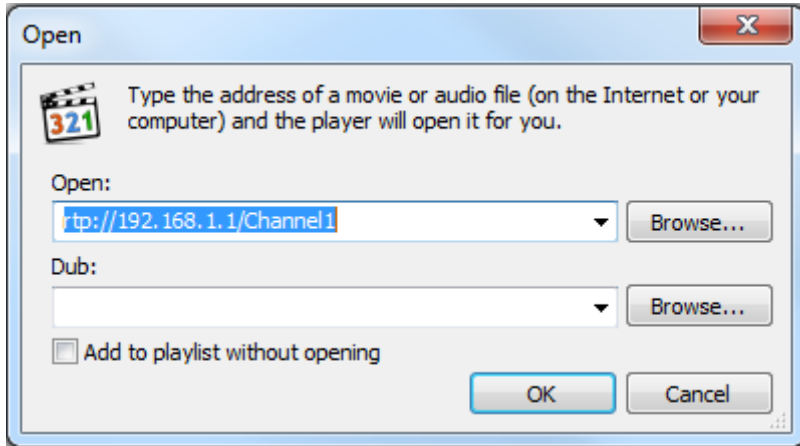 Open
321
Type the address of a movie or audio file (on the Internet or your
computer) and the player will open it for you.
Open:
rtp://192.168.1.1/Channel1
Browse...
Dub:
Browse...
Add to playlist without opening
OK
Cancel